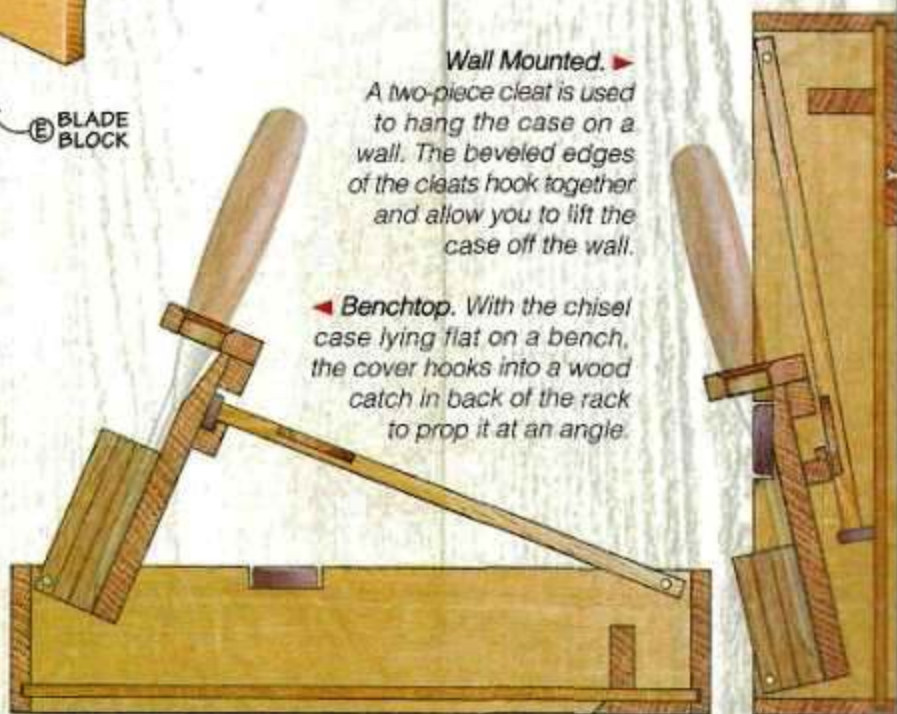 Ⓔ BLADE
BLOCK
Wall Mounted. ►
A two-piece cleat is used
to hang the case on a
wall. The beveled edges
of the cleats hook together
and allow you to lift the
case off the wall.
◄ Benchtop. With the chisel
case lying flat on a bench,
the cover hooks into a wood
catch in back of the rack
to prop it at an angle.